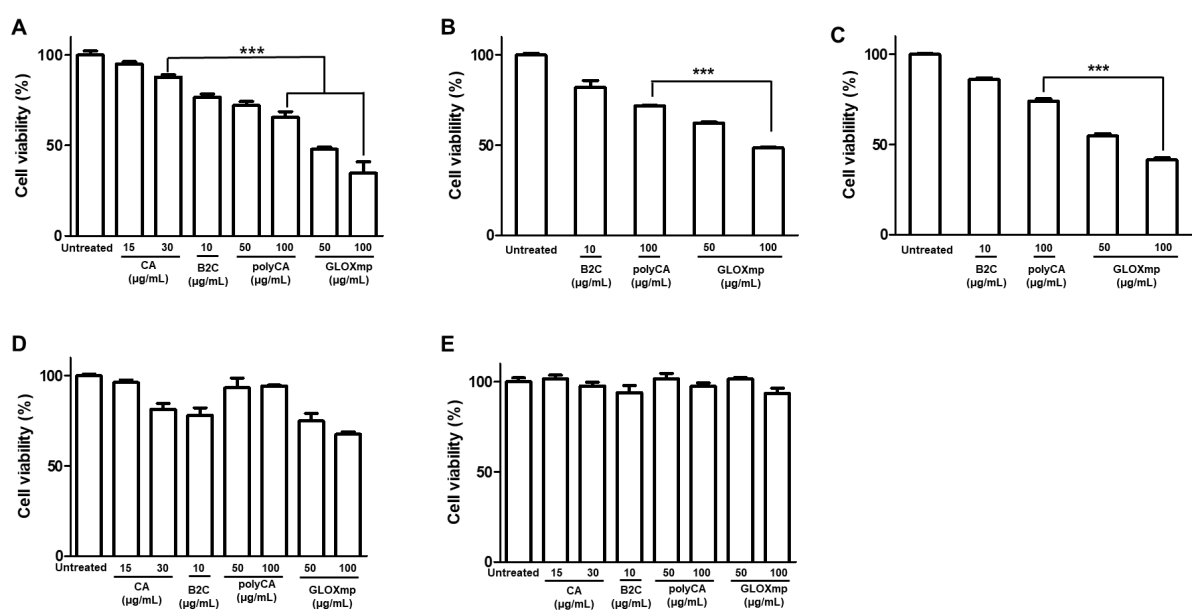 A
Cell viability (%)
100
50
0
***
Untreated 15 30 10 50 100 50 100
CA B2C polyCA GLOXmp
(µg/mL) (µg/mL) (µg/mL) (µg/mL)
B
Cell viablility (%)
100
50
0
***
Untreated 10 100 50 100
B2C polyCA GLOXmp
(µg/mL) (µg/mL) (µg/mL)
C
Cell viablility (%)
100
50
0
***
Untreated 10 100 50 100
B2C polyCA GLOXmp
(µg/mL) (µg/mL) (µg/mL)
D
Cell viability (%)
100
50
0
Untreated 15 30 10 50 100 50 100
CA B2C polyCA GLOXmp
(µg/mL) (µg/mL) (µg/mL) (µg/mL)
E
Cell viability (%)
100
50
0
Untreated 15 30 10 50 100 50 100
CA B2C polyCA GLOXmp
(µg/mL) (µg/mL) (µg/mL) (µg/mL)